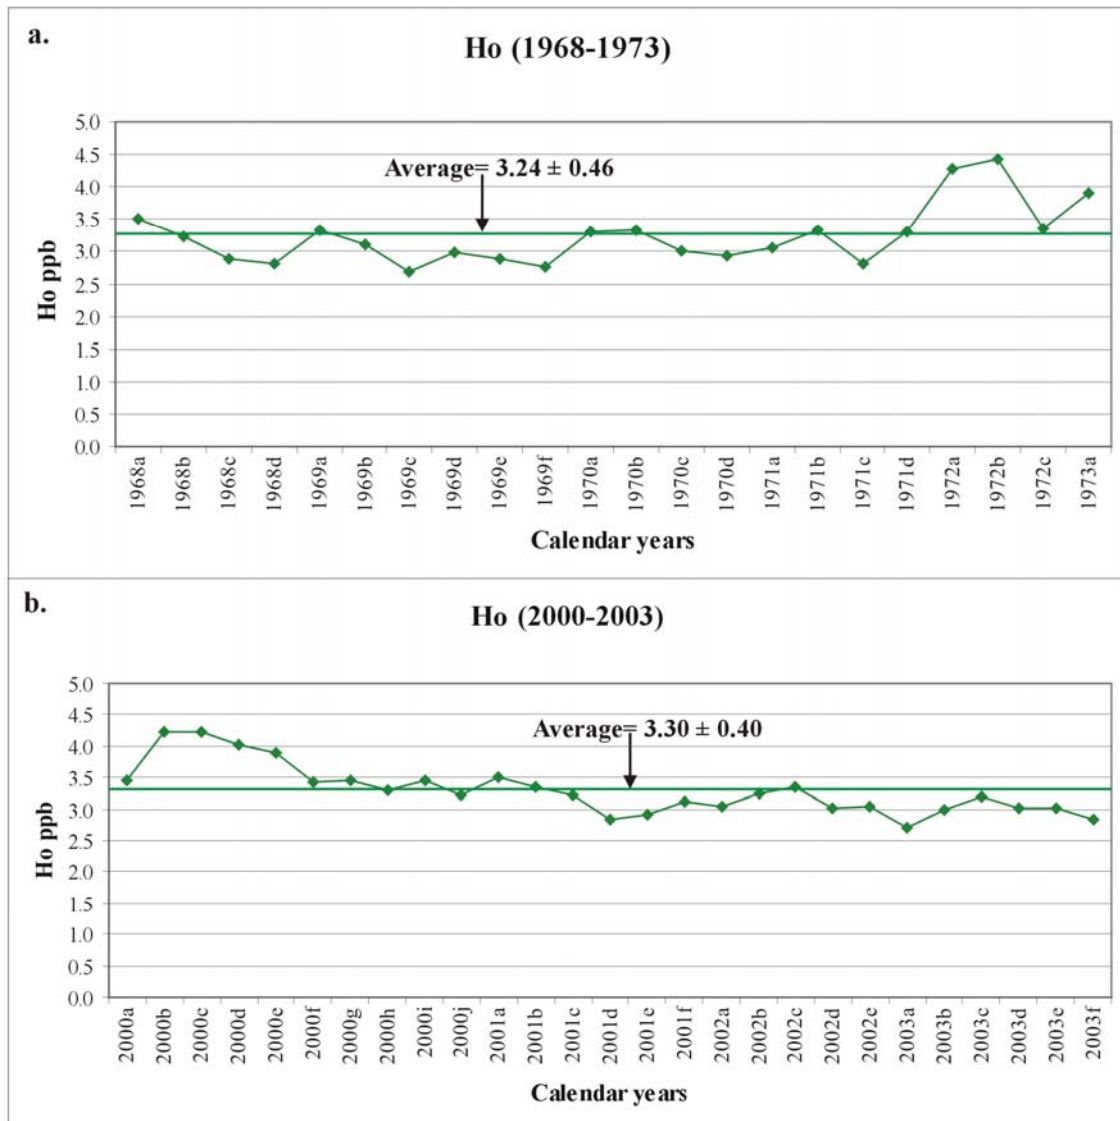 a.
Ho (1968-1973)
5.0
4.5
4.0
3.5
3.0
2.5
2.0
1.5
1.0
0.5
0.0
Ho ppb
Average= 3.24 ± 0.46
1968a
1968b
1968c
1968d
1969a
1969b
1969c
1969d
1969e
1969f
1970a
1970b
1970c
1970d
1971a
1971b
1971c
1971d
1972a
1972b
1972c
1973a
Calendar years
b.
Ho (2000-2003)
5.0
4.5
4.0
3.5
3.0
2.5
2.0
1.5
1.0
0.5
0.0
Ho ppb
Average= 3.30 ± 0.40
2000a
2000b
2000c
2000d
2000e
2000f
2000g
2000h
2000i
2000j
2001a
2001b
2001c
2001d
2001e
2001f
2002a
2002b
2002c
2002d
2002e
2003a
2003b
2003c
2003d
2003e
2003f
Calendar years